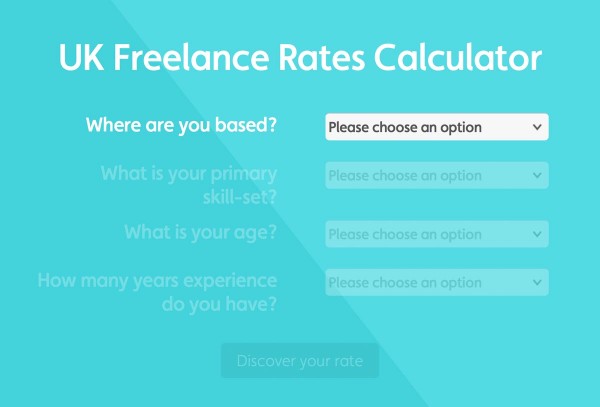 UK Freelance Rates Calculator
Where are you based?
Please choose an option
What is your primary
skill-set?
Please choose an option
What is your age?
Please choose an option
How many years experience
do you have?
Please choose an option
Discover your rate